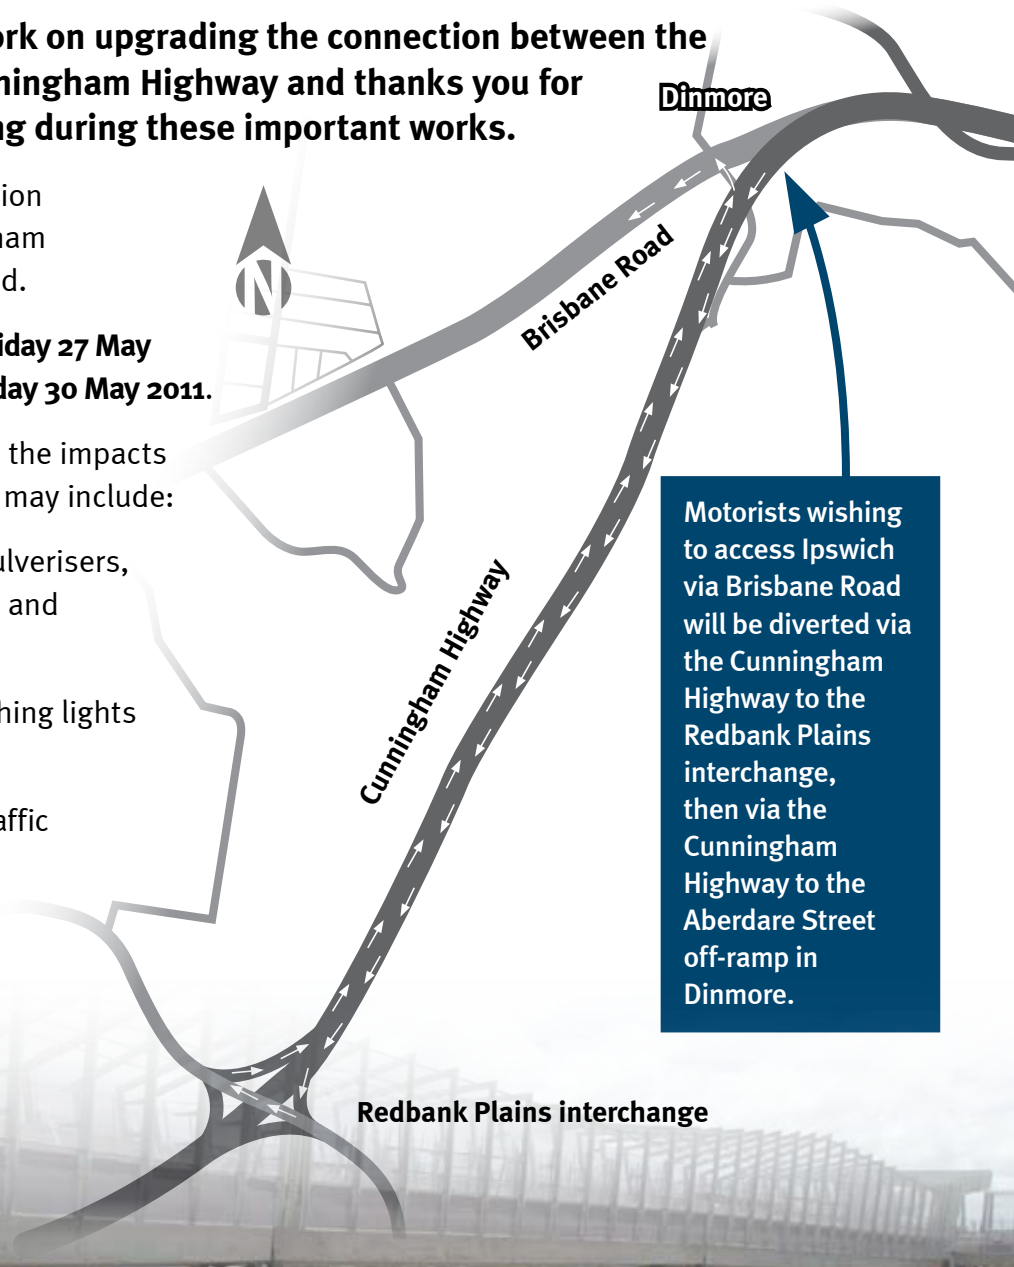 ork on upgrading the connection between the
ningham Highway and thanks you for
ng during these important works.
ion
ham
d.
iday 27 May
day 30 May 2011.
the impacts
may include:
ulverisers,
and
hing lights
affic
Dinmore
N
Brisbane Road
Cunningham Highway
Motorists wishing
to access Ipswich
via Brisbane Road
will be diverted via
the Cunningham
Highway to the
Redbank Plains
interchange,
then via the
Cunningham
Highway to the
Aberdare Street
off-ramp in
Dinmore.
Redbank Plains interchange